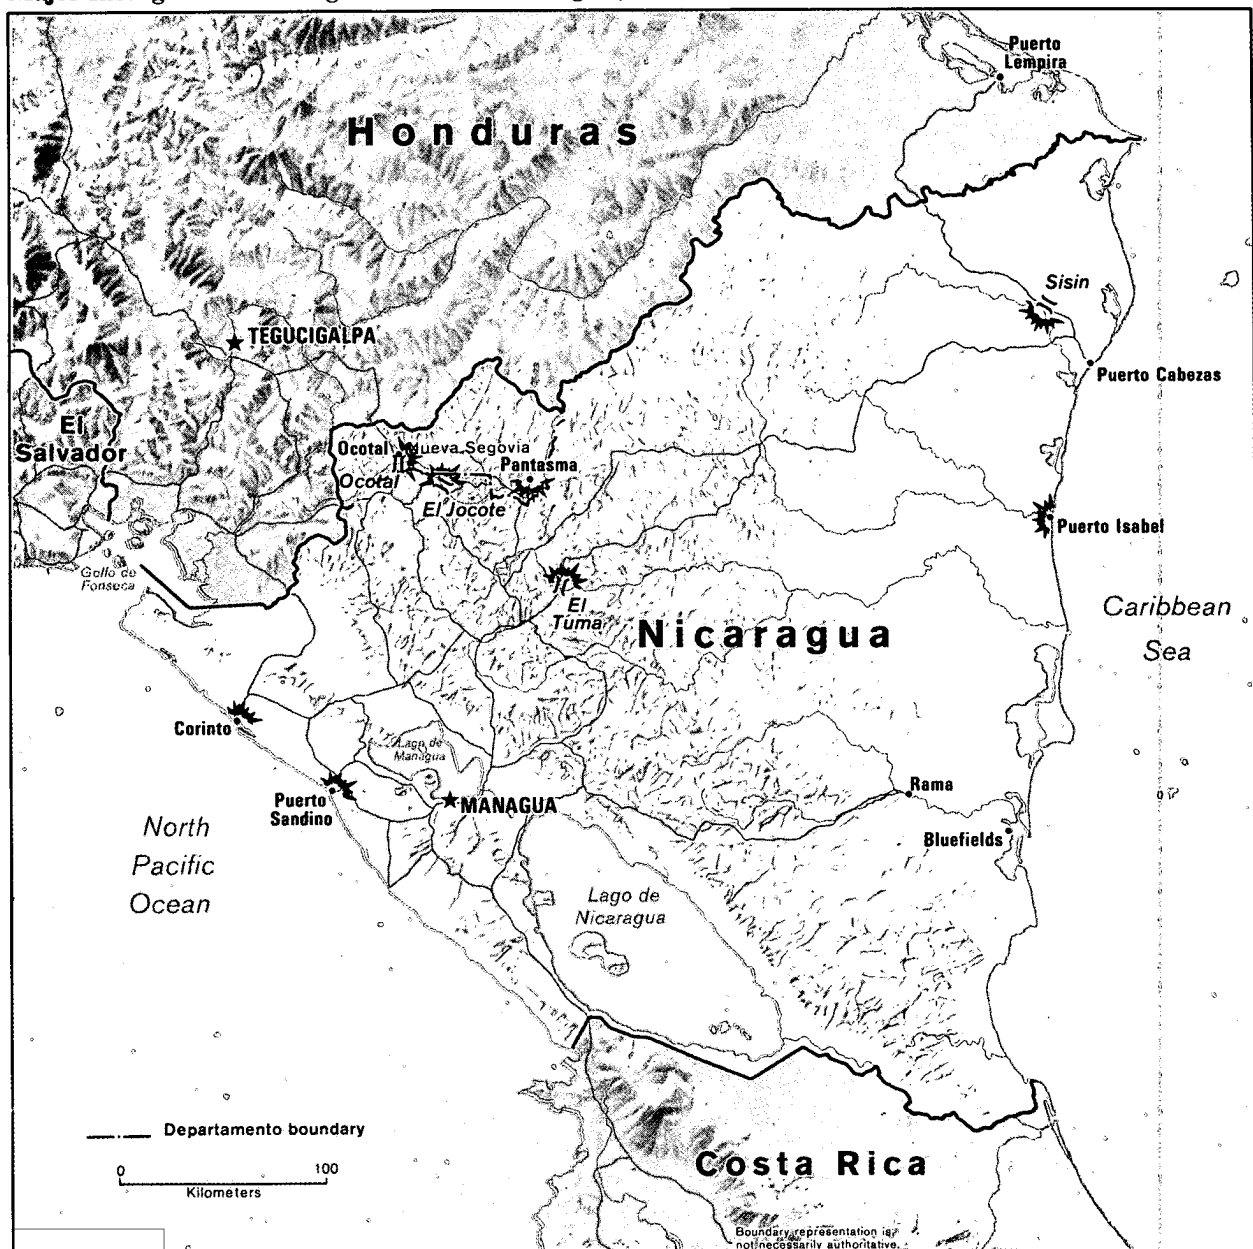 Puerto
Lempira
Honduras
Sisin
TEGUCIGALPA
Puerto Cabezas
El
Salvador
Ocotal
Nueva Segovia
Pantasma
Ocotal
El Jocote
Puerto Isabel
Golfo de
Fonseca
El
Tuma
Nicaragua
Caribbean
Sea
Corinto
Lago de
Managua
Rama
Puerto
Sandino
MANAGUA
Bluefields
North
Pacific
Ocean
Lago de
Nicaragua
Departamento boundary
0 100
Kilometers
Costa Rica
Boundary representation is
not necessarily authoritative.